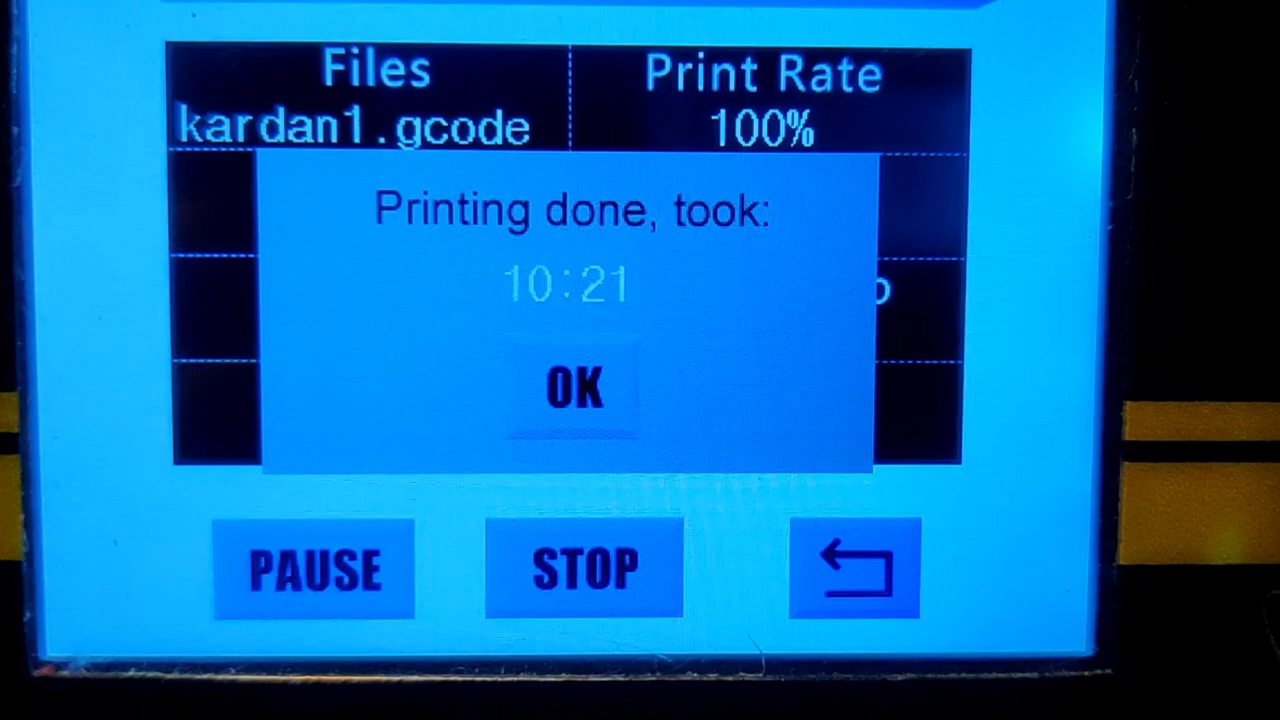 Files
Print Rate
kardan1.gcode
100%
Printing done, took:
10:21
OK
PAUSE
STOP